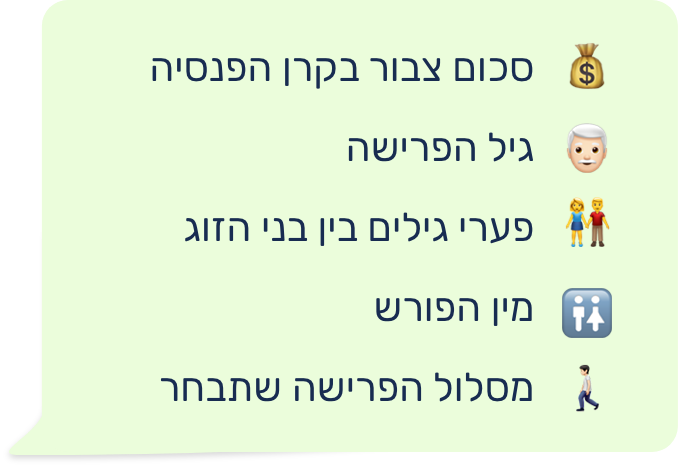 סכום צבור בקרן הפנסיה
גיל הפרישה
פערי גילים בין בני הזוג
מין הפורש
מסלול הפרישה שתבחר